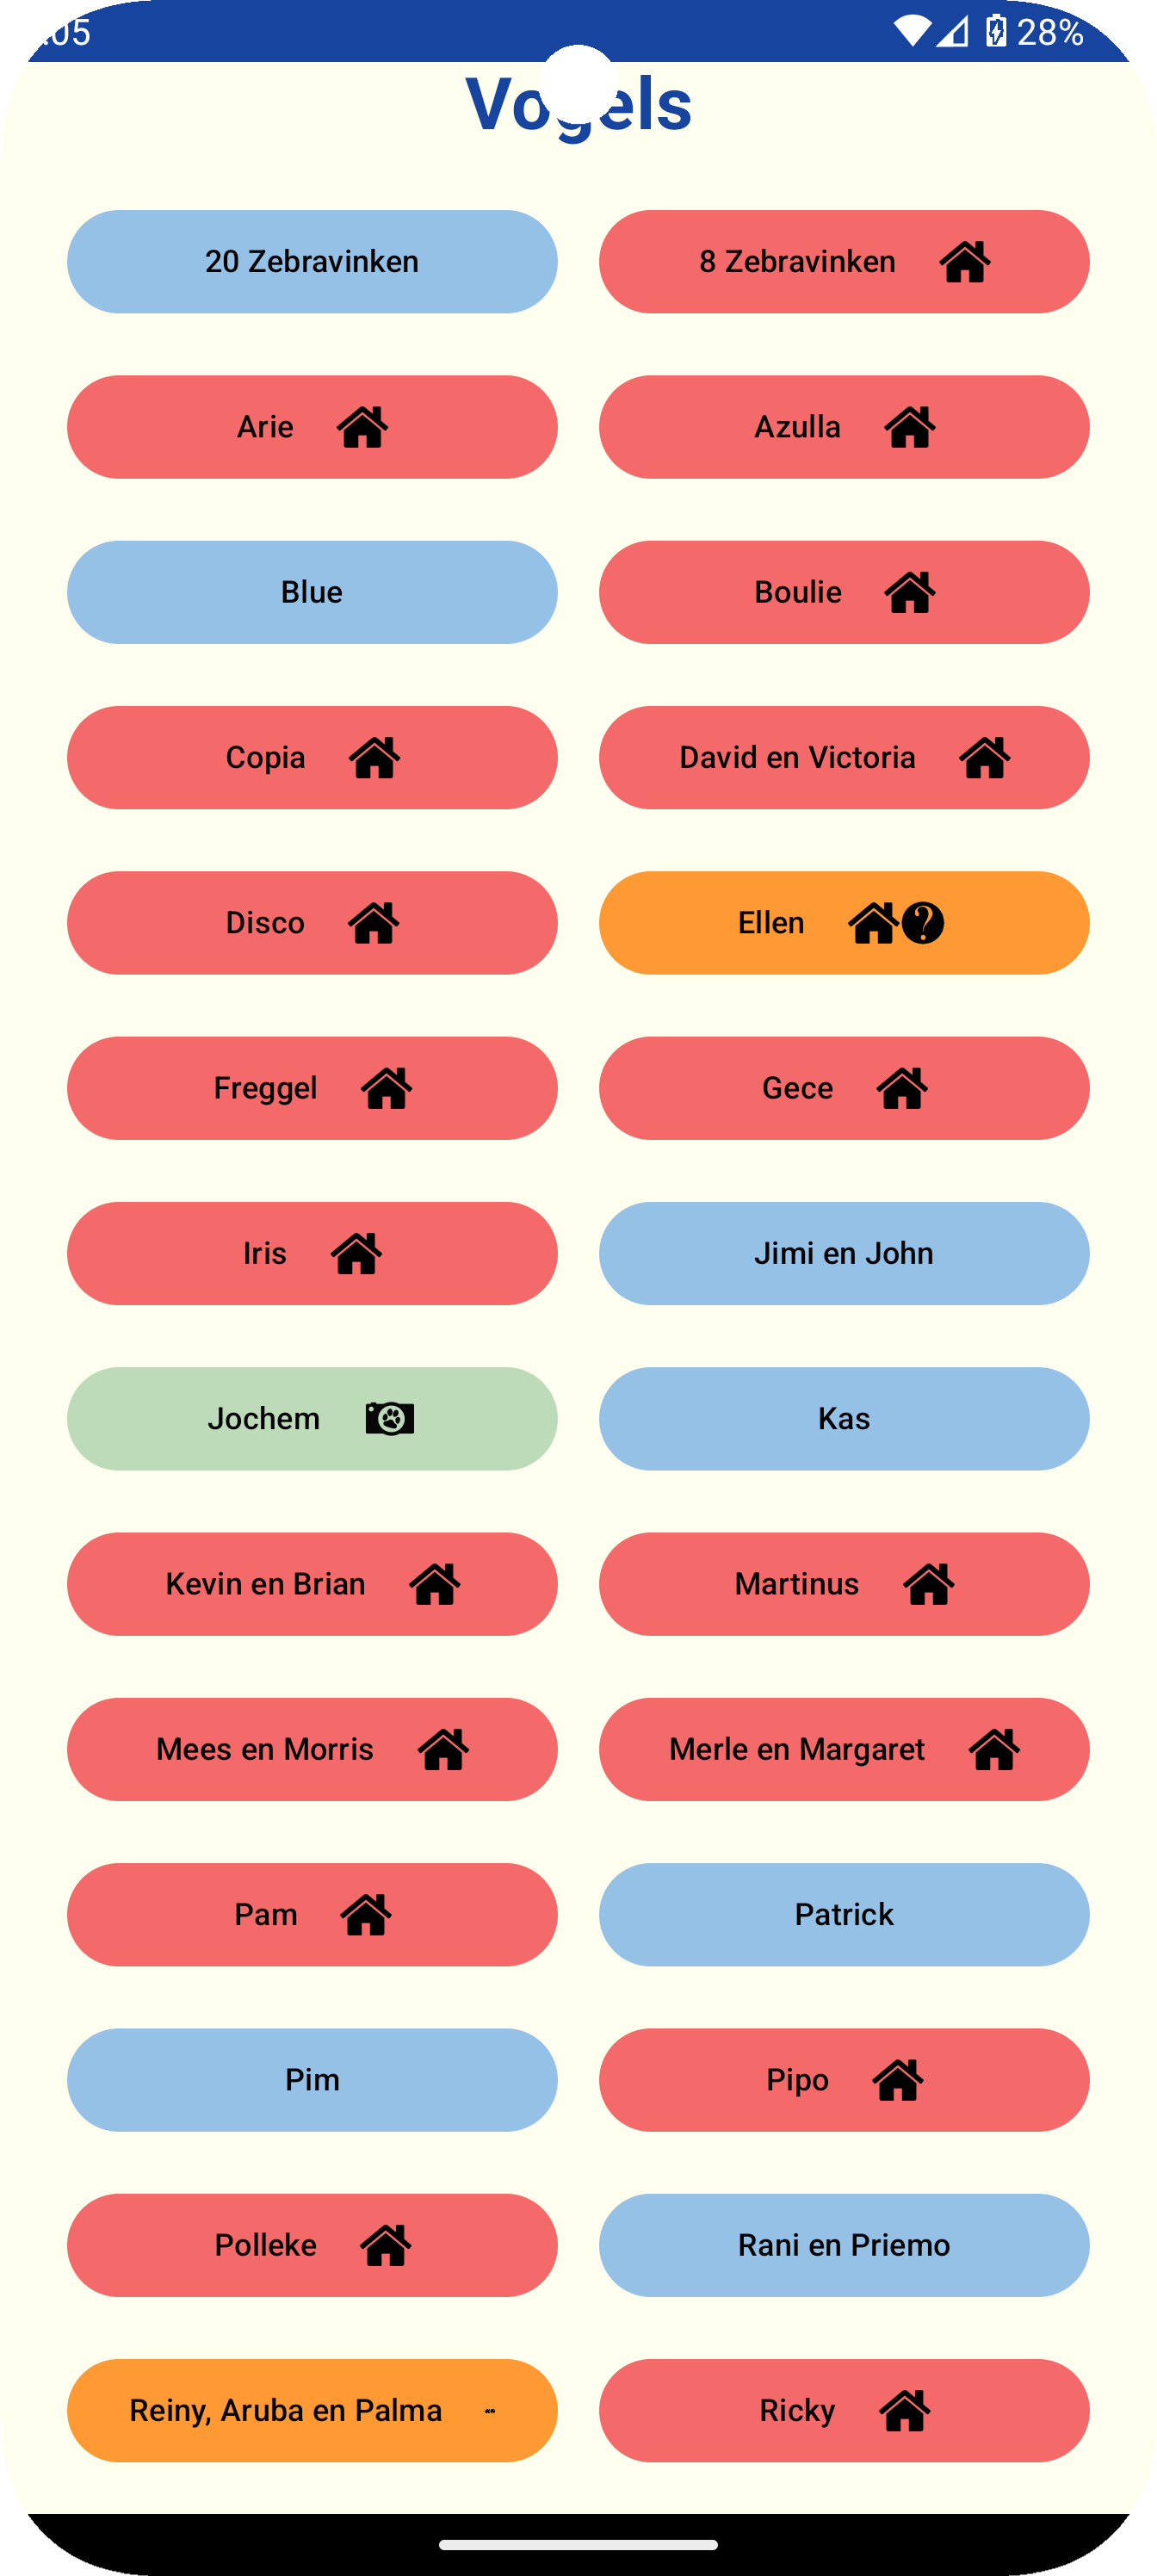 :05 28%
Vogels
20 Zebravinken
8 Zebravinken
Arie
Azulla
Blue
Boulie
Copia
David en Victoria
Disco
Ellen ?
Freggel
Gece
Iris
Jimi en John
Jochem
Kas
Kevin en Brian
Martinus
Mees en Morris
Merle en Margaret
Pam
Patrick
Pim
Pipo
Polleke
Rani en Priemo
Reiny, Aruba en Palma
Ricky